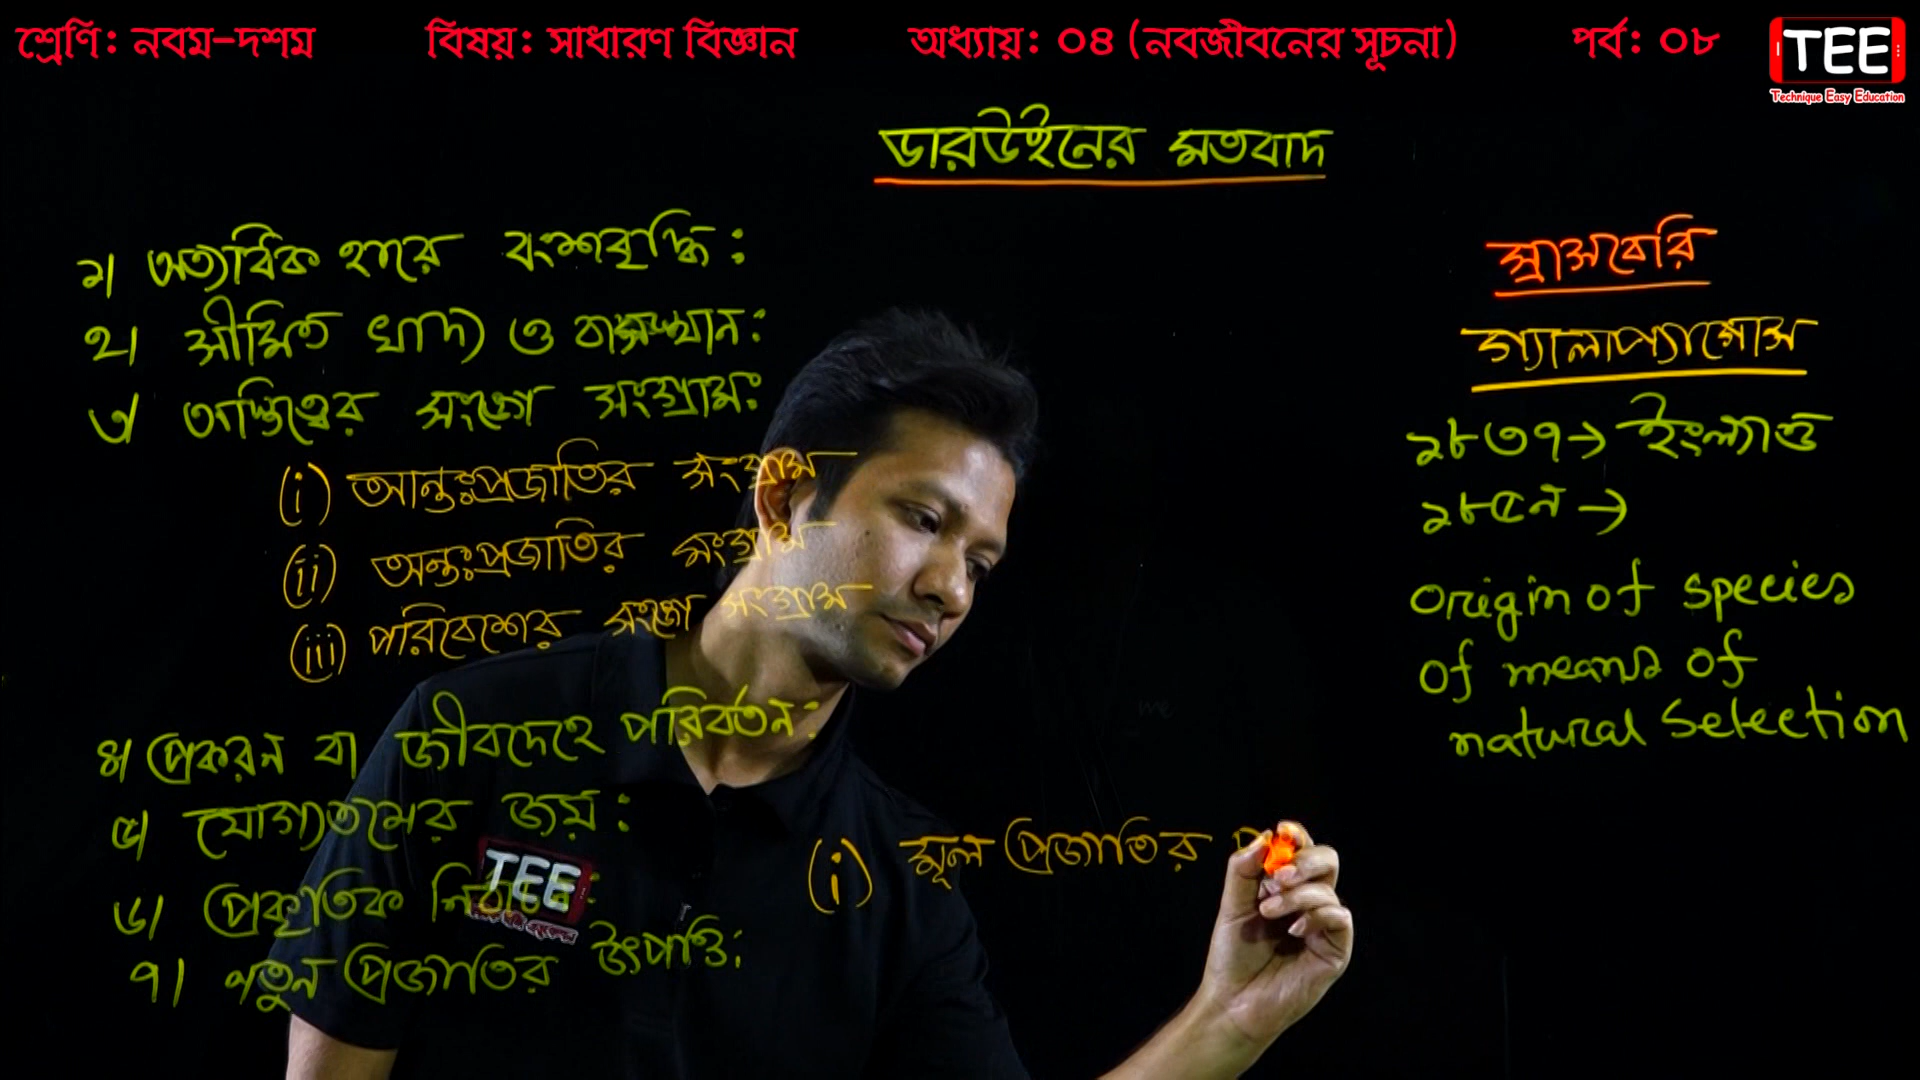 শ্রেণি: নবম-দশম বিষয়: সাধারণ বিজ্ঞান অধ্যায়: ০৪ (নবজীবনের সূচনা) পর্ব: ০৮
TEE
Technique Easy Education
ডারউইনের মতবাদ
১। অত্যধিক হারে বংশবৃদ্ধি:
২। সীমিত খাদ্য ও বাসস্থান:
৩। অস্তিত্বের সংগ্রাম:
(i) আন্তঃপ্রজাতির সংগ্রাম
(ii) অন্তঃপ্রজাতির সংগ্রাম
(iii) পরিবেশের সংঙ্গে সংগ্রাম
৪। প্রকরন বা জীবদেহে পরিবর্তন:
৫। যোগ্যতমের জয়:
৬। প্রকৃতিক
৭। নতুন প্রজাতির উৎপত্তি:
(i) মূল প্রজাতির
স্রাসবেরি
গ্যালাপ্যাগোস
১৮৩৭→ ইংল্যান্ড
১৮৫৯→
Origin of species
of means of
natural Selection
TEE